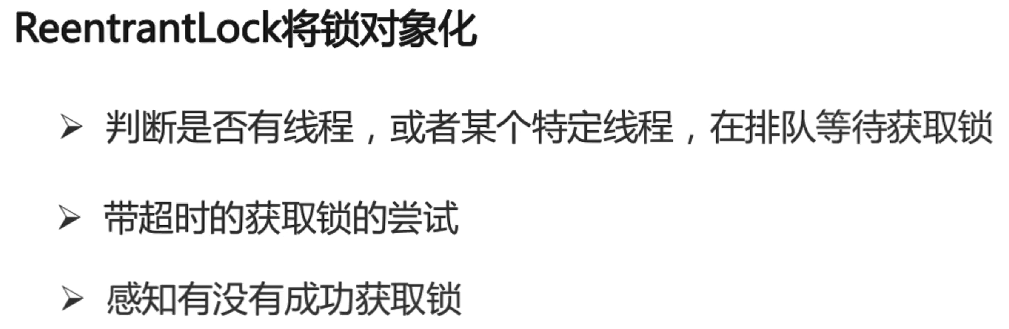 ReentrantLock将锁对象化
➢ 判断是否有线程，或者某个特定线程，在排队等待获取锁
➢ 带超时的获取锁的尝试
➢ 感知有没有成功获取锁